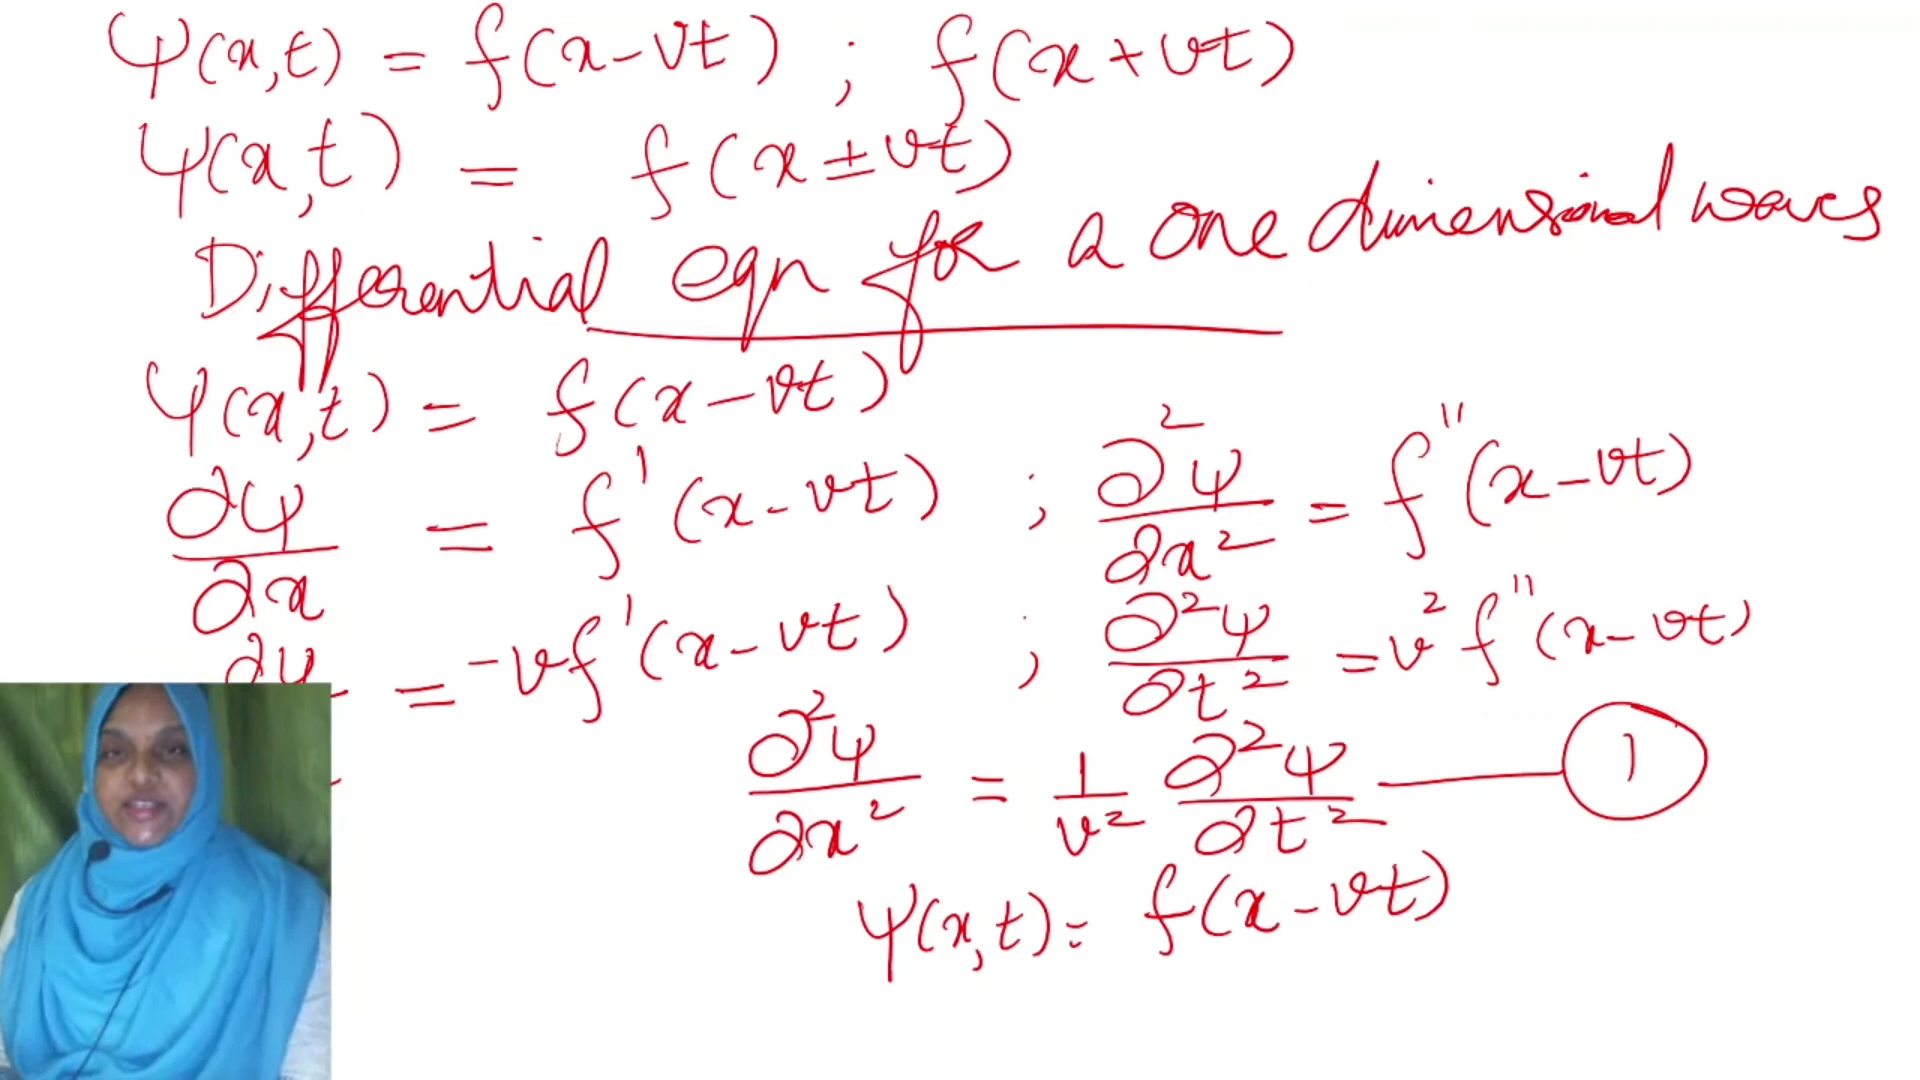 ψ(x,t) = f(x-vt) ; f(x+vt)
ψ(x,t) = f(x±vt)
Differential eqn for a one dimensional waves
ψ(x,t) = f(x-vt)
∂ψ/∂x = f'(x-vt) ; ∂²ψ/∂x² = f''(x-vt)
∂ψ = -vf'(x-vt) ; ∂²ψ/∂t² = v² f''(x-vt)
∂²ψ/∂x² = 1/v² ∂²ψ/∂t² — 1
ψ(x,t) = f(x-vt)